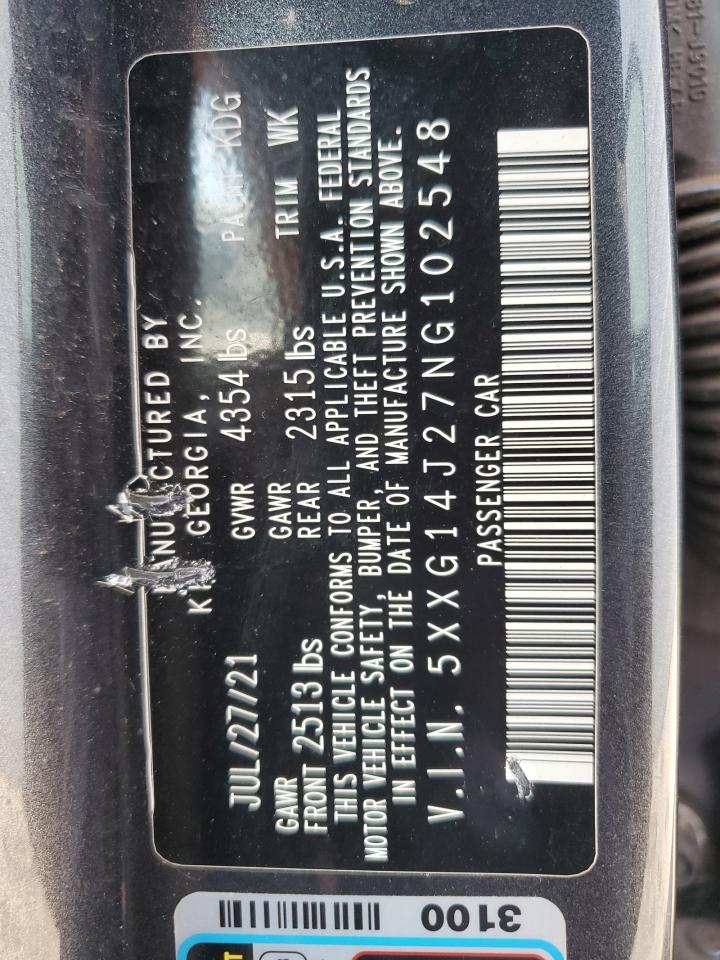 MANUFACTURED BY
KIA GEORGIA, INC.
JUL/27/21 GVWR 4354 lbs PAINT KDG
GAWR GAWR TRIM WK
FRONT 2513 lbs REAR 2315 lbs
THIS VEHICLE CONFORMS TO ALL APPLICABLE U.S.A. FEDERAL
MOTOR VEHICLE SAFETY, BUMPER, AND THEFT PREVENTION STANDARDS
IN EFFECT ON THE DATE OF MANUFACTURE SHOWN ABOVE.
V.I.N. 5XXG14J27NG102548
PASSENGER CAR
3100